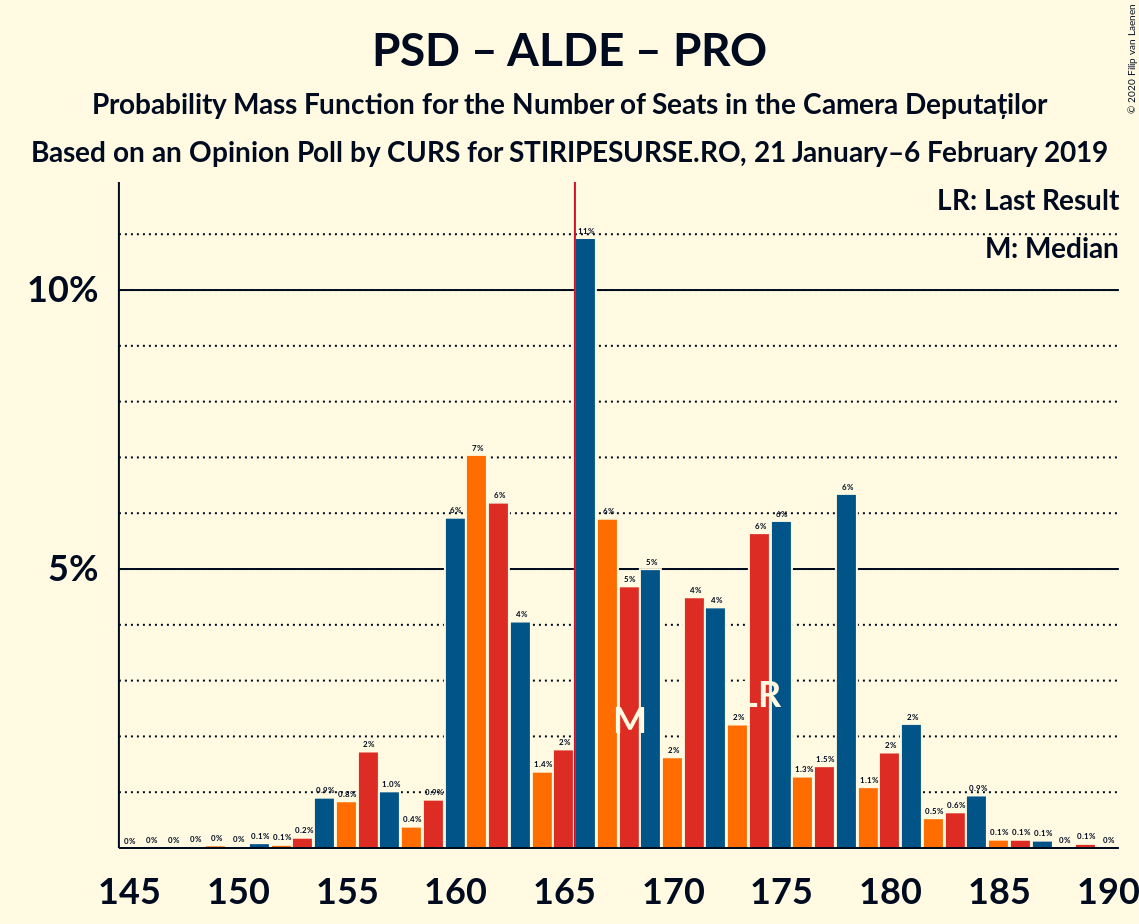 PSD – ALDE – PRO
Probability Mass Function for the Number of Seats in the Camera Deputaților
Based on an Opinion Poll by CURS for STIRIPESURSE.RO, 21 January–6 February 2019
© 2020 Filip van Laenen
LR: Last Result
M: Median
10%
5%
0% 0% 0% 0% 0% 0% 0.1% 0.1% 0.2% 0.9% 0.8% 2% 1.0% 0.4% 0.9% 6% 7% 6% 4% 1.4% 2% 11% 6% 5% 5% 2% 4% 4% 2% 6% 6% 1.3% 1.5% 6% 1.1% 2% 2% 0.5% 0.6% 0.9% 0.1% 0.1% 0.1% 0% 0.1% 0%
M
LR
145 150 155 160 165 170 175 180 185 190